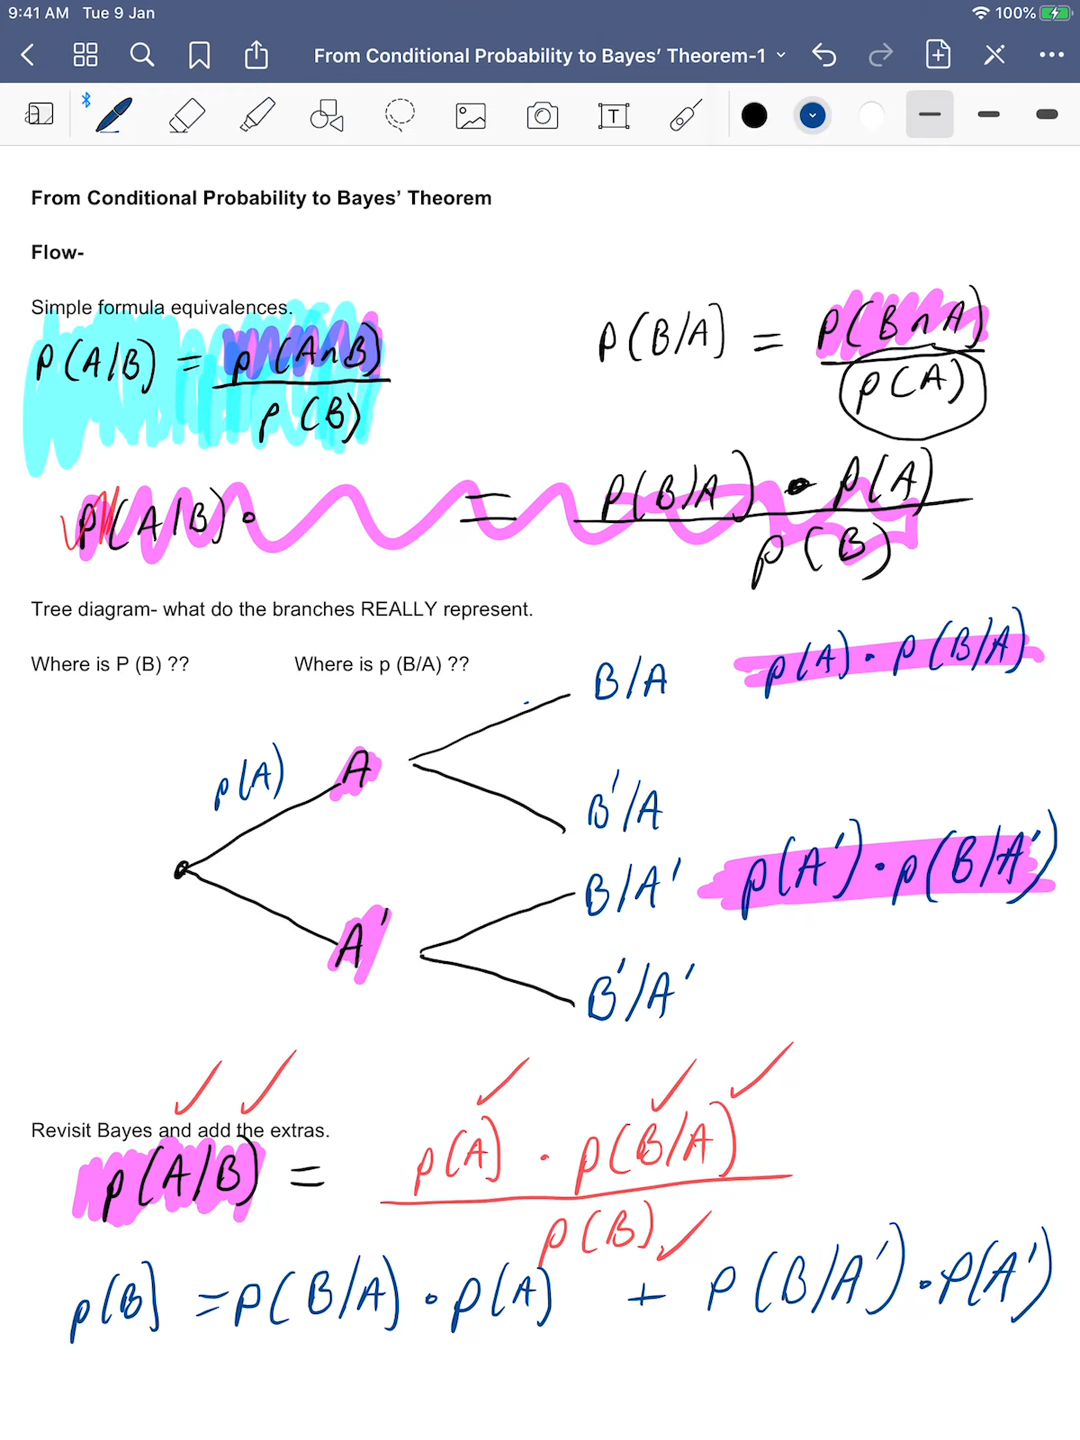 9:41 AM Tue 9 Jan 100%
From Conditional Probability to Bayes’ Theorem-1
From Conditional Probability to Bayes’ Theorem
Flow-
Simple formula equivalences.
P(A/B) = p(A∩B) / p(B)
P(B/A) = P(B∩A) / p(A)
P(A/B) • = P(B/A) • P(A) / P(B)
Tree diagram- what do the branches REALLY represent.
Where is P (B) ?? Where is p (B/A) ??
B/A p(A) • p(B/A)
p(A) A
B'/A
B/A' p(A') • p(B/A')
A'
B'/A'
Revisit Bayes and add the extras.
p(A/B) = p(A) . p(B/A) / p(B)
p(B) = P(B/A) • p(A) + P(B/A') • P(A')